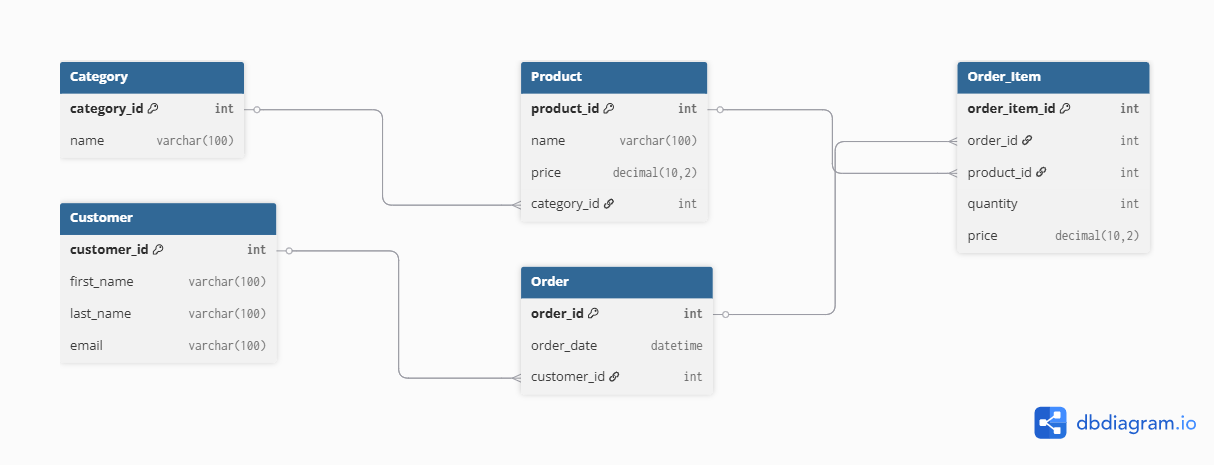 Category
category_id int
name varchar(100)
Customer
customer_id int
first_name varchar(100)
last_name varchar(100)
email varchar(100)
Product
product_id int
name varchar(100)
price decimal(10,2)
category_id int
Order
order_id int
order_date datetime
customer_id int
Order_Item
order_item_id int
order_id int
product_id int
quantity int
price decimal(10,2)
dbdiagram.io